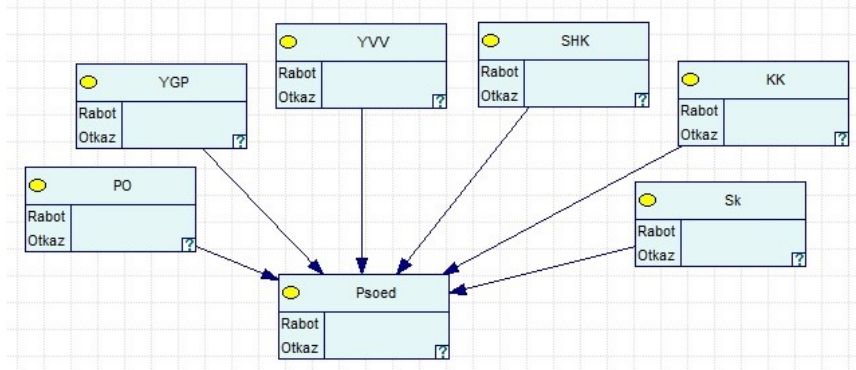 YVV
Rabot
Otkaz
?
SHK
Rabot
Otkaz
?
YGP
Rabot
Otkaz
?
KK
Rabot
Otkaz
?
PO
Rabot
Otkaz
?
Sk
Rabot
Otkaz
?
Psoed
Rabot
Otkaz
?